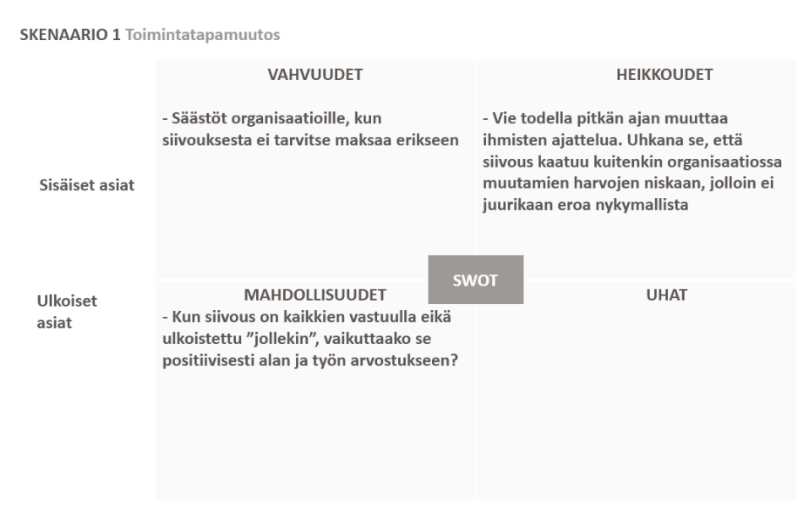 SKENAARIO 1 Toimintatapamuutos
VAHVUUDET
- Säästöt organisaatioille, kun
siivouksesta ei tarvitse maksaa erikseen
HEIKKOUDET
- Vie todella pitkän ajan muuttaa
ihmisten ajattelua. Uhkana se, että
siivous kaatuu kuitenkin organisaatiossa
muutamien harvojen niskaan, jolloin ei
juurikaan eroa nykymallista
Sisäiset asiat
SWOT
Ulkoiset
asiat
MAHDOLLISUUDET
- Kun siivous on kaikkien vastuulla eikä
ulkoistettu ”jollekin”, vaikuttaako se
positiivisesti alan ja työn arvostukseen?
UHAT